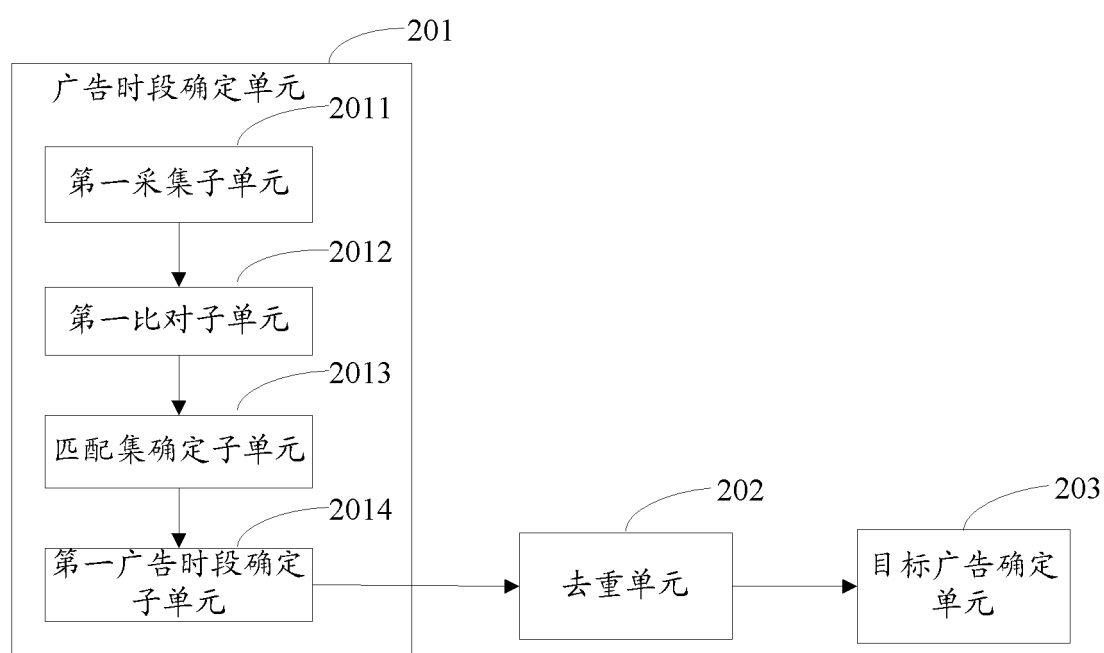 201
广告时段确定单元
2011
第一采集子单元
2012
第一比对子单元
2013
匹配集确定子单元
2014
第一广告时段确定
子单元
202
去重单元
203
目标广告确定
单元